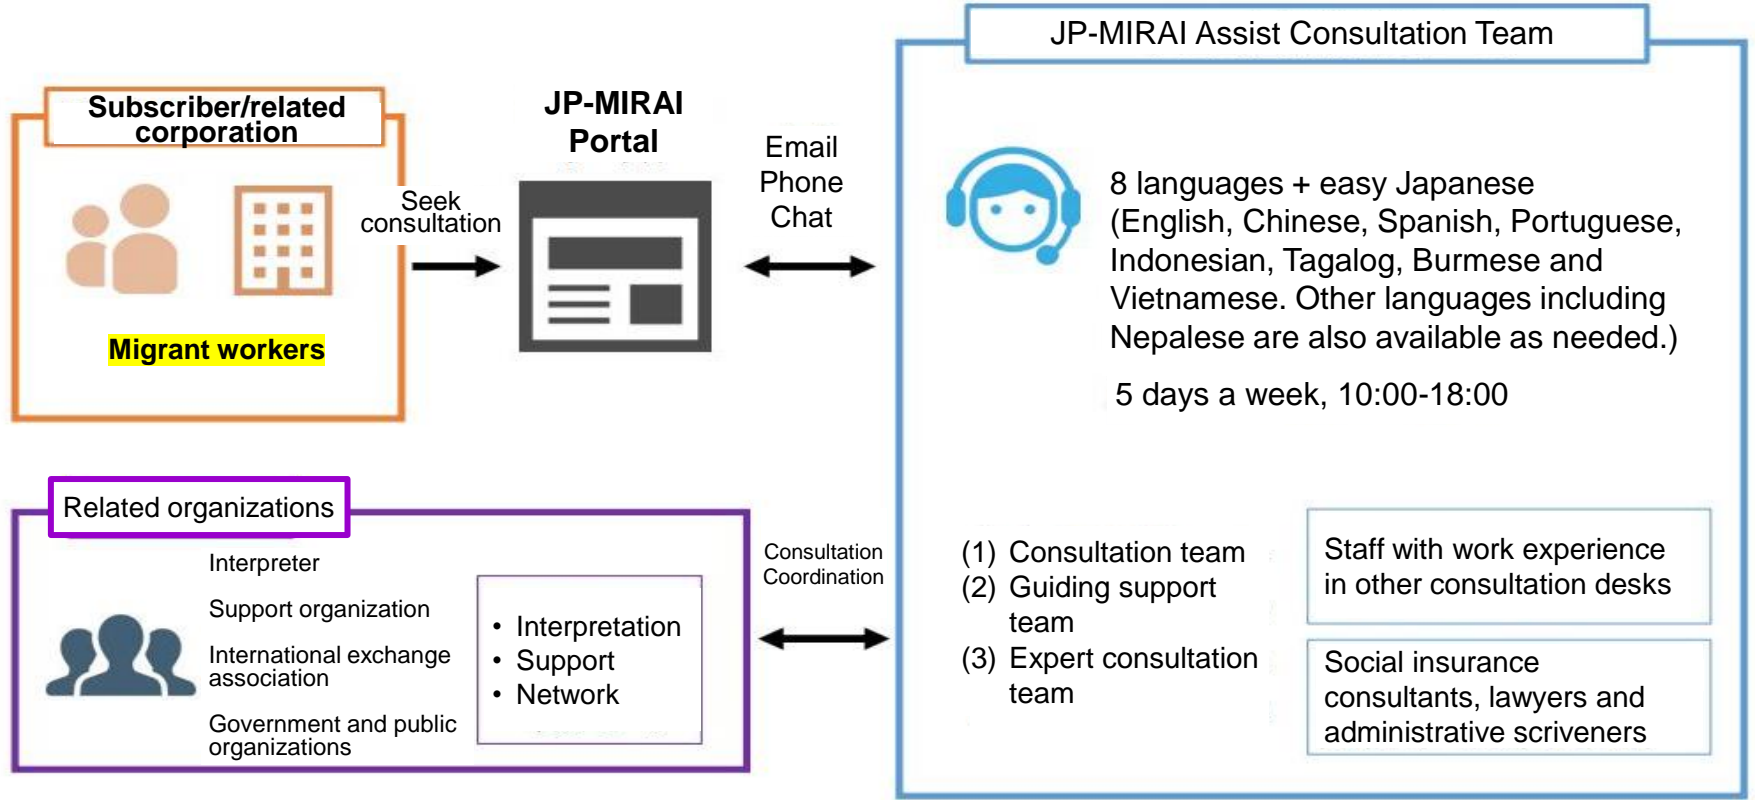 JP-MIRAI Assist Consultation Team
Subscriber/related
corporation
Migrant workers
Seek
consultation
JP-MIRAI
Portal
Email
Phone
Chat
8 languages + easy Japanese
(English, Chinese, Spanish, Portuguese,
Indonesian, Tagalog, Burmese and
Vietnamese. Other languages including
Nepalese are also available as needed.)
5 days a week, 10:00-18:00
Related organizations
Interpreter
Support organization
International exchange
association
Government and public
organizations
• Interpretation
• Support
• Network
Consultation
Coordination
(1) Consultation team
(2) Guiding support
team
(3) Expert consultation
team
Staff with work experience
in other consultation desks
Social insurance
consultants, lawyers and
administrative scriveners